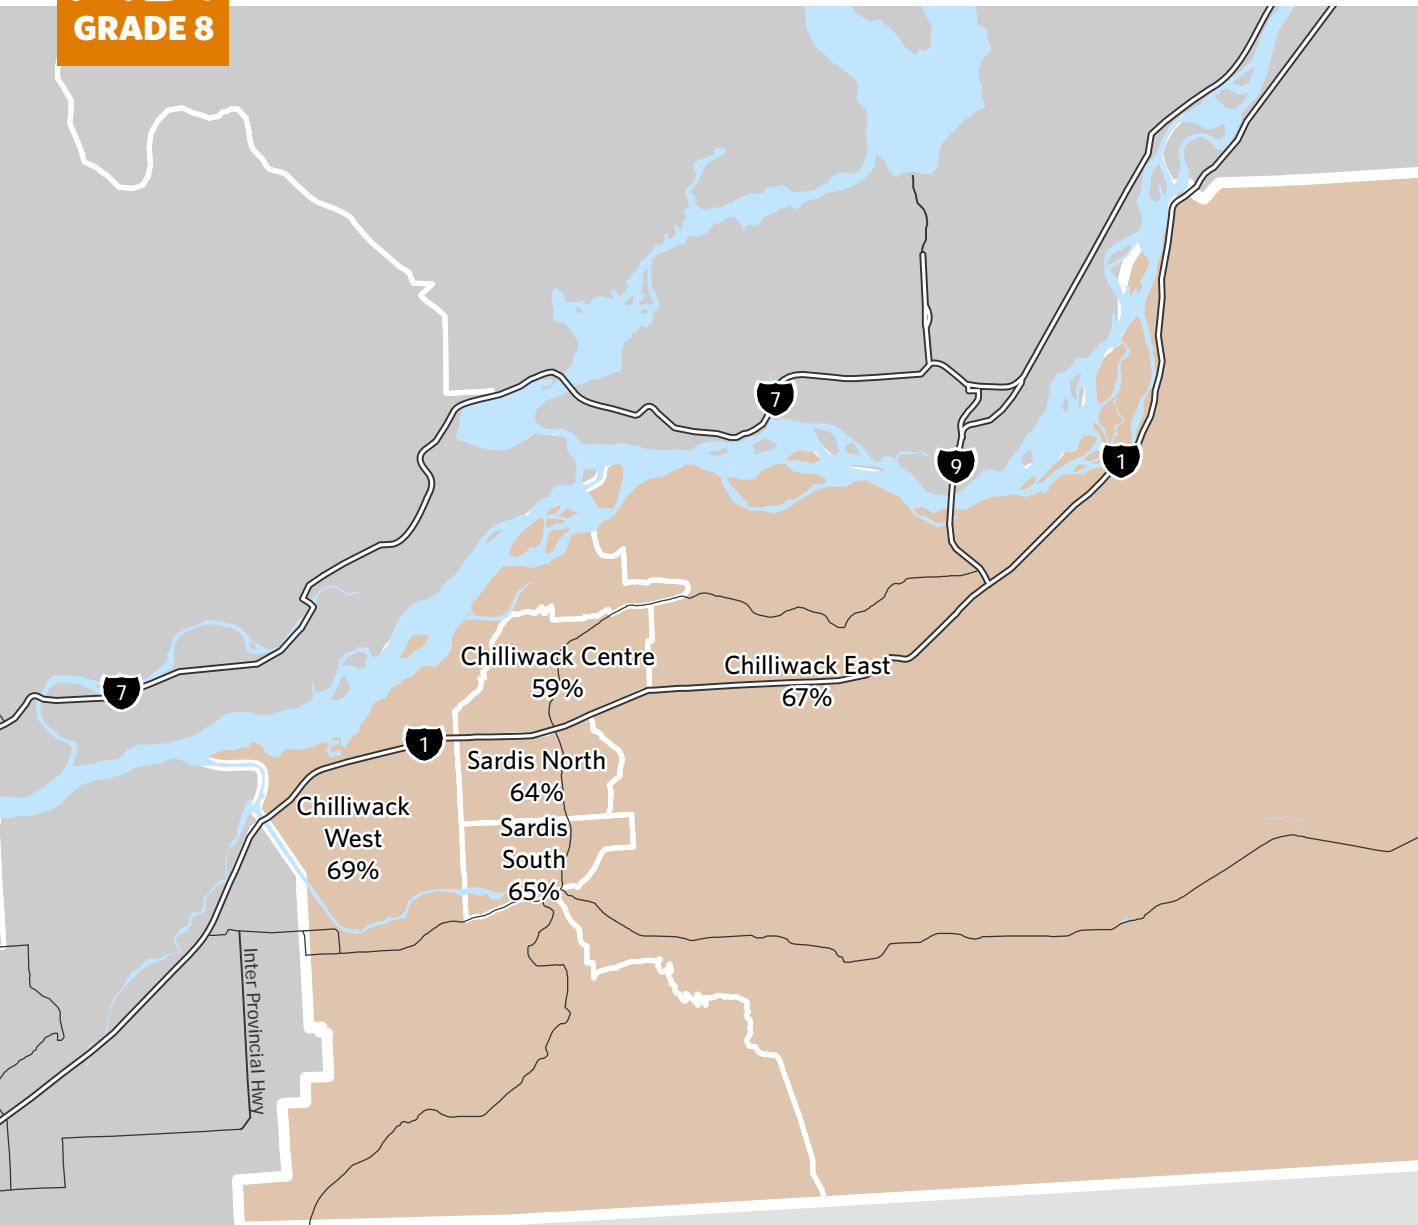 GRADE 8
7
9
1
Chilliwack Centre
59%
Chilliwack East
67%
7
1
Sardis North
64%
Chilliwack
West
69%
Sardis
South
65%
Inter Provincial Hwy